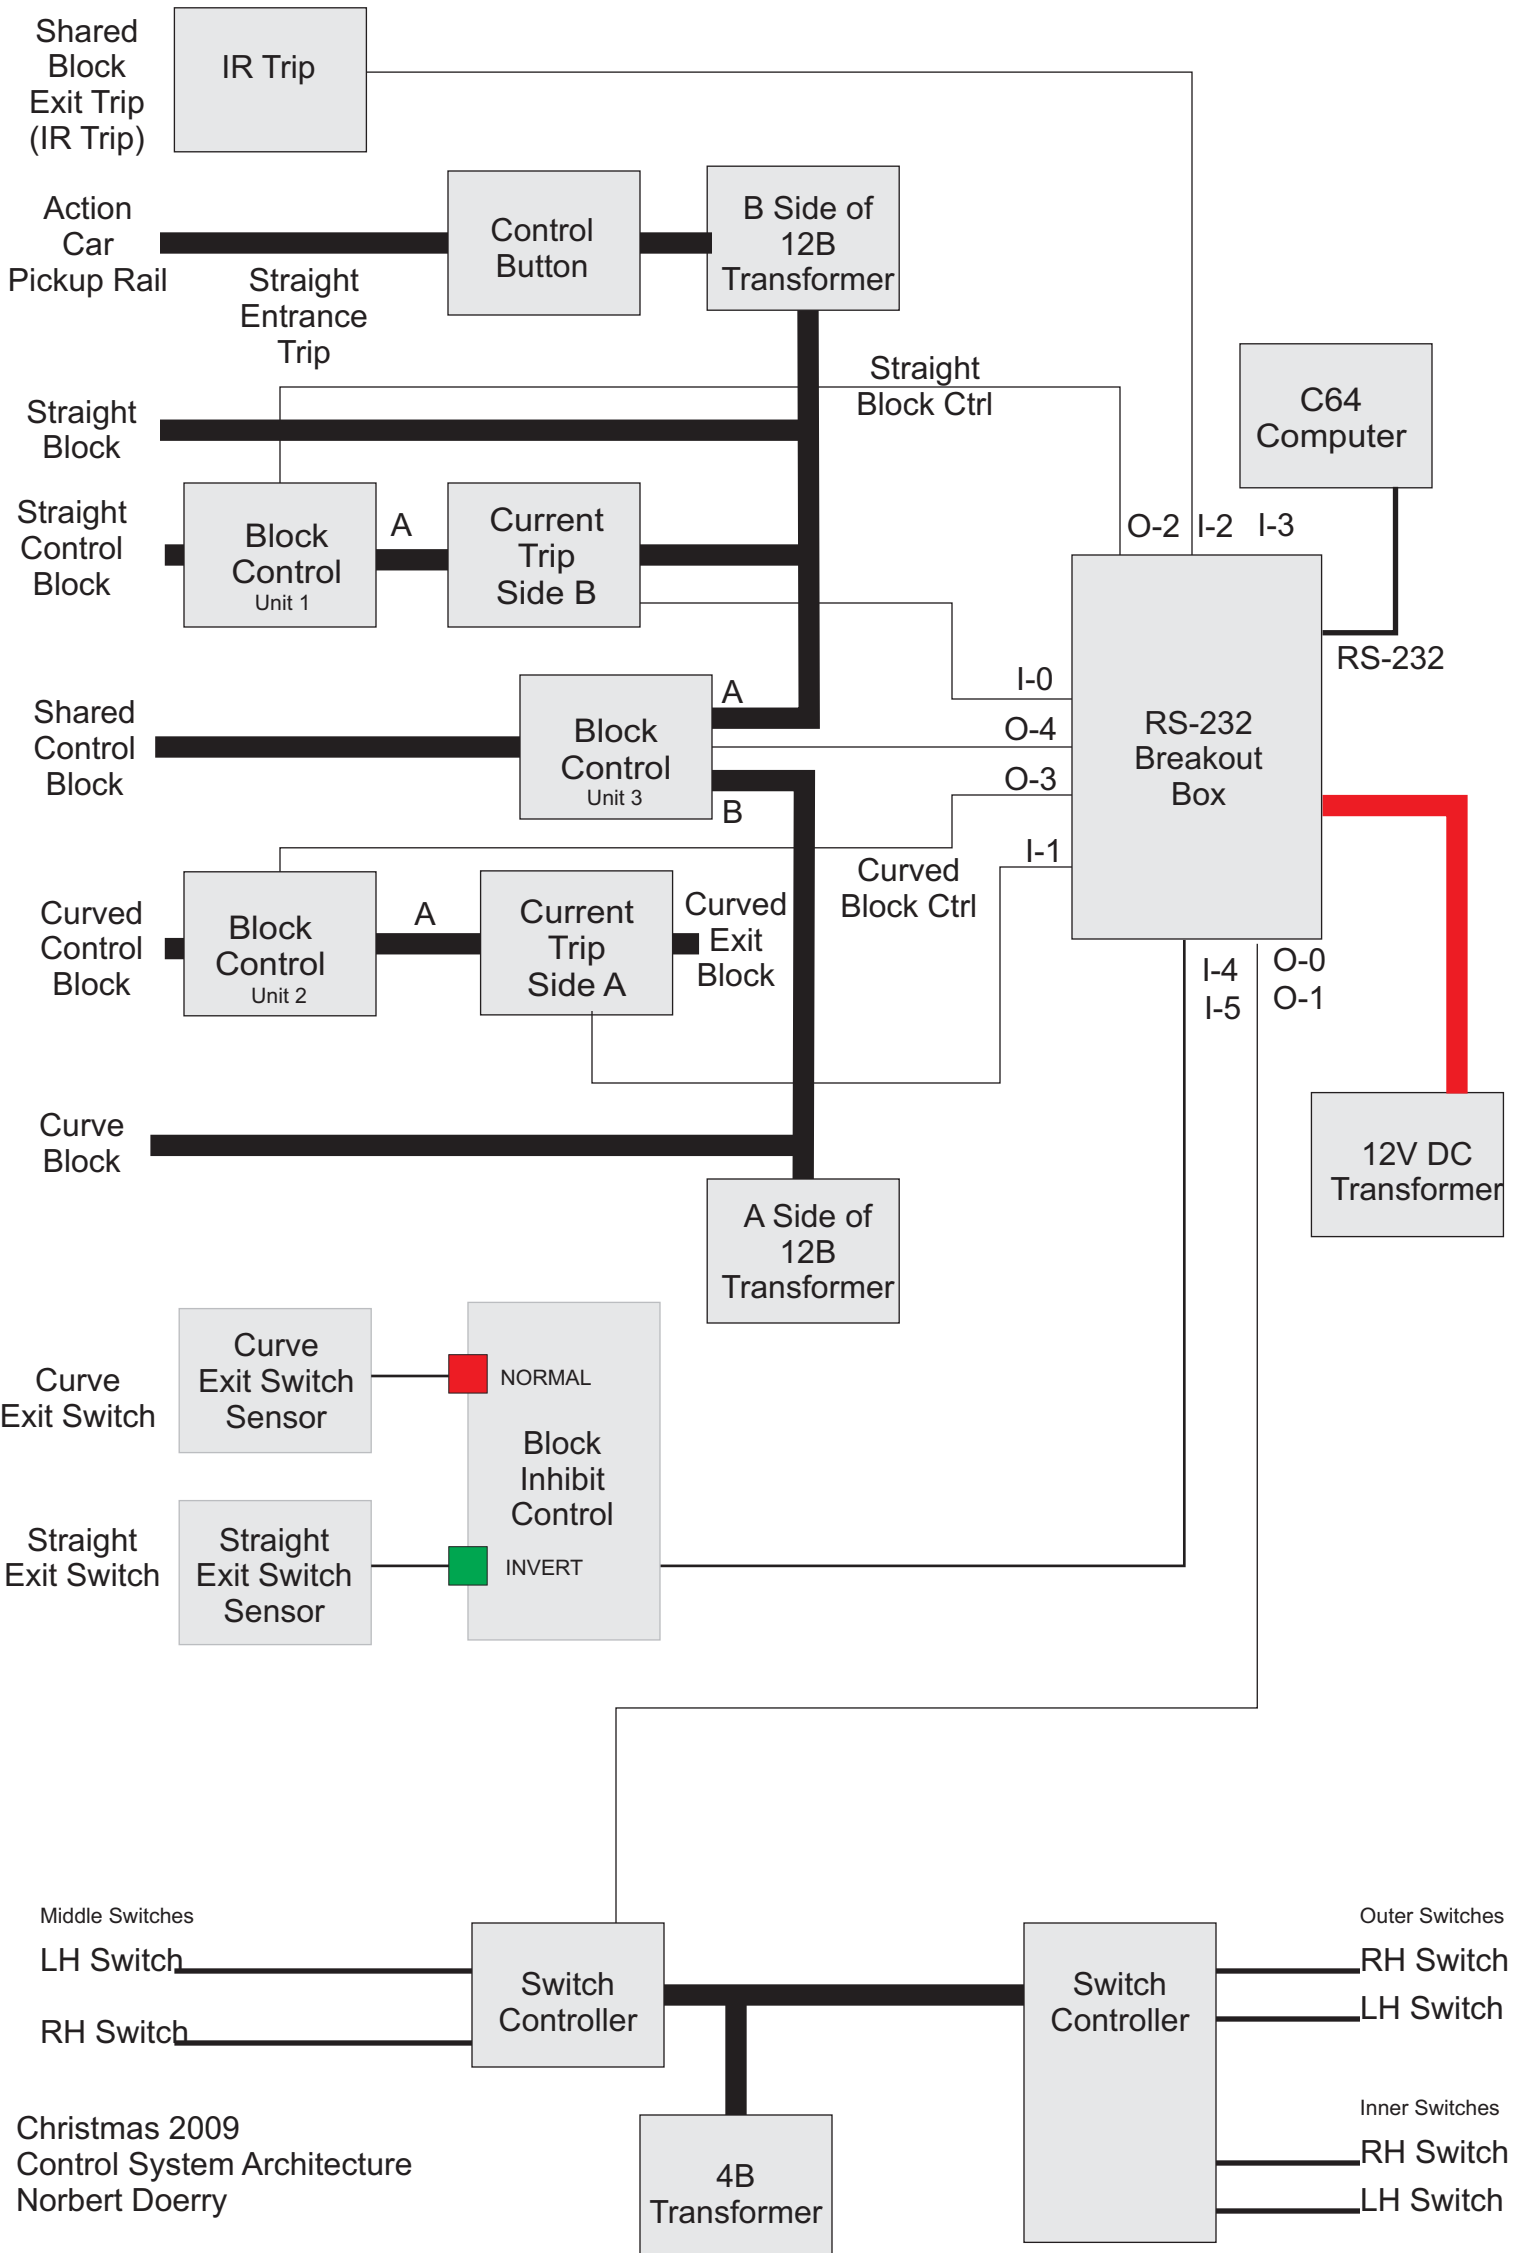 Shared
Block
Exit Trip
(IR Trip)
IR Trip
Action
Car
Pickup Rail
Straight
Entrance
Trip
Control
Button
B Side of
12B
Transformer
Straight
Block Ctrl
C64
Computer
Straight
Block
Straight
Control
Block
Block
Control
Unit 1
A
Current
Trip
Side B
O-2
I-2
I-3
RS-232
I-0
O-4
O-3
I-1
RS-232
Breakout
Box
Shared
Control
Block
Block
Control
Unit 3
A
B
Curved
Block Ctrl
Curved
Control
Block
Block
Control
Unit 2
A
Current
Trip
Side A
Curved
Exit
Block
I-4
I-5
O-0
O-1
Curve
Block
12V DC
Transformer
A Side of
12B
Transformer
Curve
Exit Switch
Curve
Exit Switch
Sensor
NORMAL
Block
Inhibit
Control
INVERT
Straight
Exit Switch
Straight
Exit Switch
Sensor
Middle Switches
LH Switch
RH Switch
Switch
Controller
Switch
Controller
Outer Switches
RH Switch
LH Switch
Inner Switches
RH Switch
LH Switch
4B
Transformer
Christmas 2009
Control System Architecture
Norbert Doerry